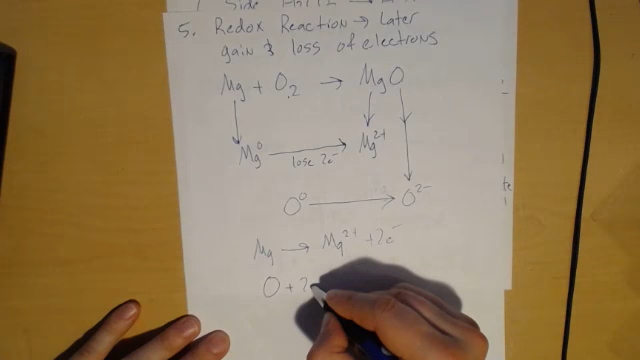 5. Redox Reaction → Later
gain & loss of electrons
Mg + O₂ → MgO
Mg⁰ lose 2e⁻ → Mg²⁺
O⁰ → O²⁻
Mg → Mg²⁺ + 2e⁻
O + 2